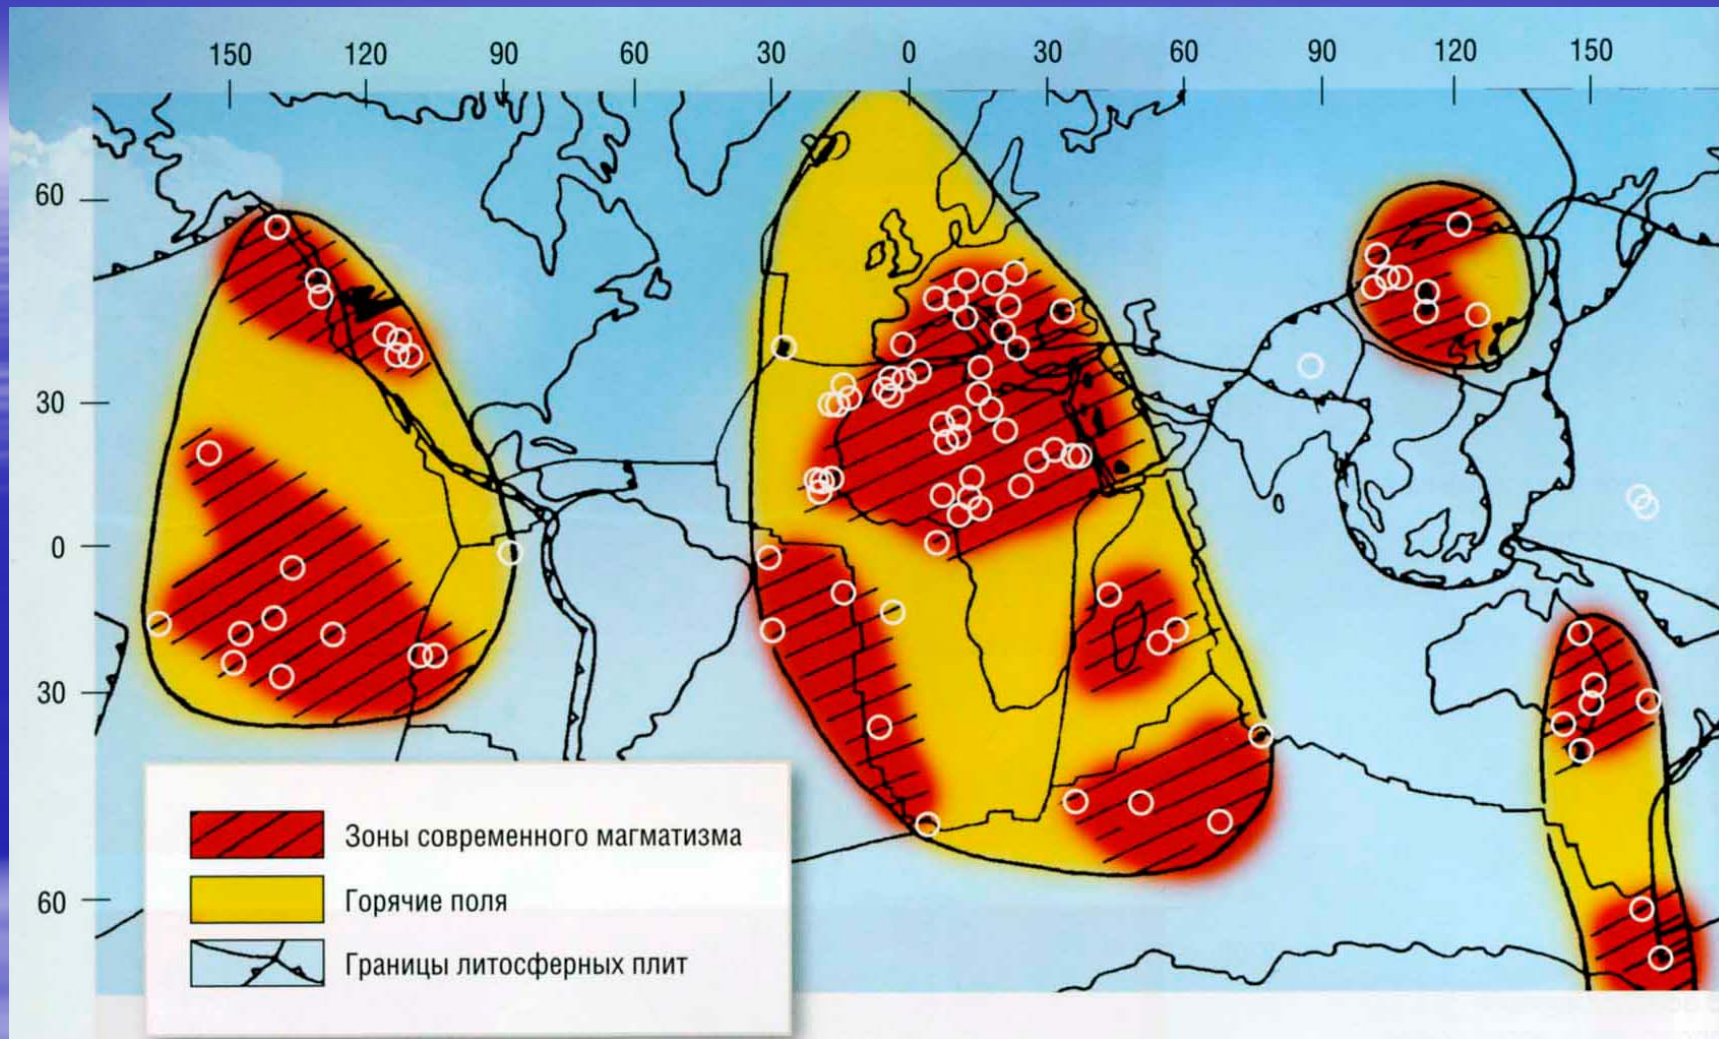 150 120 90 60 30 0 30 60 90 120 150
60
30
0
30
60
Зоны современного магматизма
Горячие поля
Границы литосферных плит